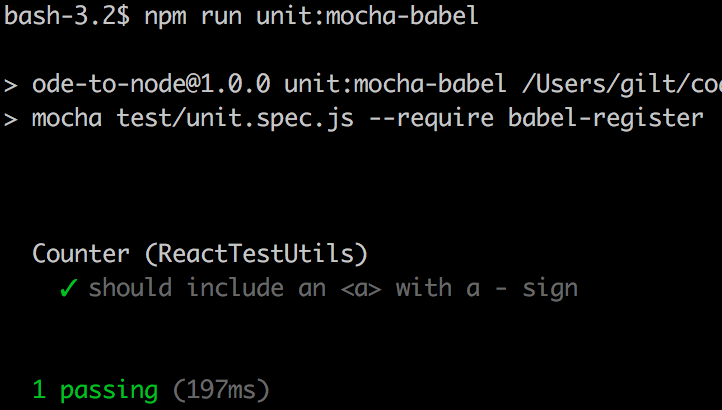 bash-3.2$ npm run unit:mocha-babel
> ode-to-node@1.0.0 unit:mocha-babel /Users/gilt/co
> mocha test/unit.spec.js --require babel-register
Counter (ReactTestUtils)
✓ should include an <a> with a - sign
1 passing (197ms)